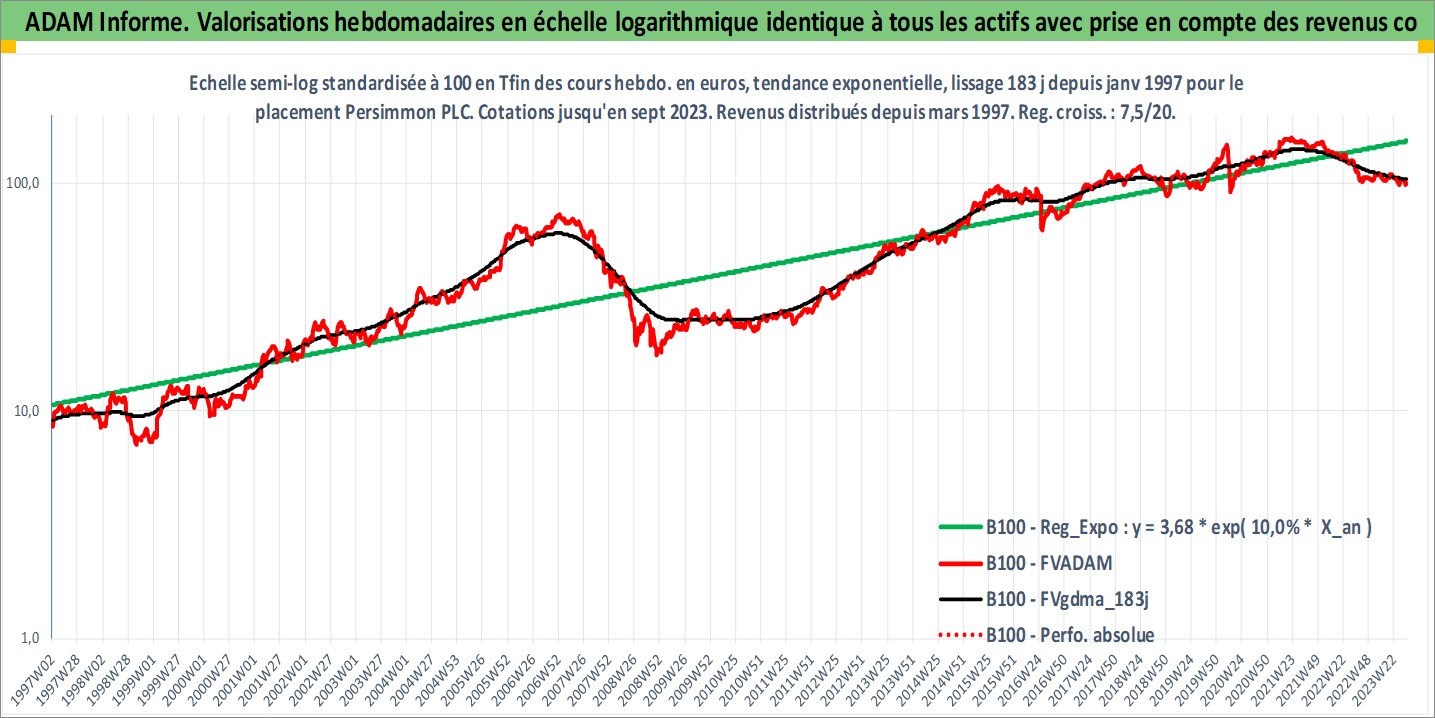 ADAM Informe. Valorisations hebdomadaires en échelle logarithmique identique à tous les actifs avec prise en compte des revenus co
Echelle semi-log standardisée à 100 en Tfin des cours hebdo. en euros, tendance exponentielle, lissage 183 j depuis janv 1997 pour le
placement Persimmon PLC. Cotations jusqu'en sept 2023. Revenus distribués depuis mars 1997. Reg. croiss. : 7,5/20.
100,0
10,0
1,0
B100 - Reg_Expo : y = 3,68 * exp( 10,0% * X_an )
B100 - FVADAM
B100 - FVgdma_183j
B100 - Perfo. absolue
1997W02
1997W28
1998W02
1998W28
1999W01
1999W27
2000W01
2000W27
2001W01
2001W27
2002W01
2002W27
2003W01
2003W27
2004W01
2004W27
2004W53
2005W26
2005W52
2006W26
2006W52
2007W26
2007W52
2008W26
2008W52
2009W26
2009W52
2010W25
2010W51
2011W25
2011W51
2012W25
2012W51
2013W25
2013W51
2014W25
2014W51
2015W25
2015W51
2016W24
2016W50
2017W24
2017W50
2018W24
2018W50
2019W24
2019W50
2020W24
2020W50
2021W23
2021W49
2022W22
2022W48
2023W22